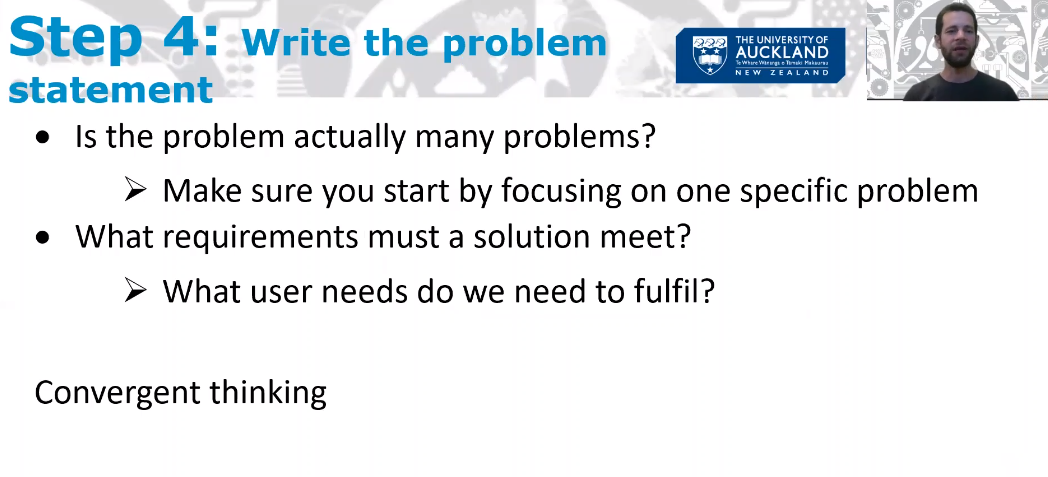 Step 4: Write the problem
statement
THE UNIVERSITY OF
AUCKLAND
Te Whare Wānanga o Tāmaki Makaurau
NEW ZEALAND
• Is the problem actually many problems?
➢ Make sure you start by focusing on one specific problem
• What requirements must a solution meet?
➢ What user needs do we need to fulfil?
Convergent thinking